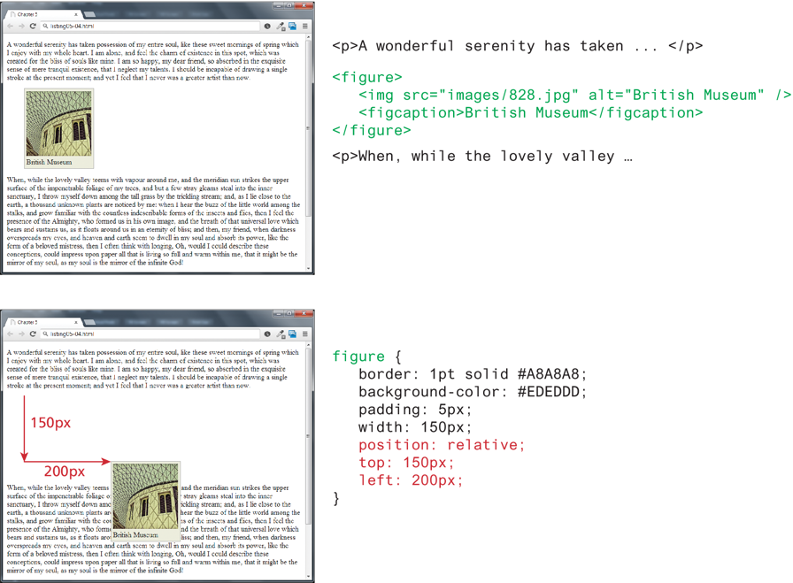 Chapter 5
listing05-04.html
A wonderful serenity has taken possession of my entire soul, like these sweet mornings of spring which
I enjoy with my whole heart. I am alone, and feel the charm of existence in this spot, which was
created for the bliss of souls like mine. I am so happy, my dear friend, so absorbed in the exquisite
sense of mere tranquil existence, that I neglect my talents. I should be incapable of drawing a single
stroke at the present moment; and yet I feel that I never was a greater artist than now.
British Museum
When, while the lovely valley teems with vapour around me, and the meridian sun strikes the upper
surface of the impenetrable foliage of my trees, and but a few stray gleams steal into the inner
sanctuary, I throw myself down among the tall grass by the trickling stream; and, as I lie close to the
earth, a thousand unknown plants are noticed by me: when I hear the buzz of the little world among the
stalks, and grow familiar with the countless indescribable forms of the insects and flies, then I feel the
presence of the Almighty, who formed us in his own image, and the breath of that universal love which
bears and sustains us, as it floats around us in an eternity of bliss; and then, my friend, when darkness
overspreads my eyes, and heaven and earth seem to dwell in my soul and absorb its power, like the
form of a beloved mistress, then I often think with longing, Oh, would I could describe these
conceptions, could impress upon paper all that is living so full and warm within me, that it might be the
mirror of my soul, as my soul is the mirror of the infinite God!
<p>A wonderful serenity has taken ... </p>
<figure>
<img src="images/828.jpg" alt="British Museum" />
<figcaption>British Museum</figcaption>
</figure>
<p>When, while the lovely valley …
Chapter 5
listing05-04.html
A wonderful serenity has taken possession of my entire soul, like these sweet mornings of spring which
I enjoy with my whole heart. I am alone, and feel the charm of existence in this spot, which was
created for the bliss of souls like mine. I am so happy, my dear friend, so absorbed in the exquisite
sense of mere tranquil existence, that I neglect my talents. I should be incapable of drawing a single
stroke at the present moment; and yet I feel that I never was a greater artist than now.
150px
200px
When, while the lovely valley and the meridian sun strikes the upper
surface of the impenetrable foliage o stray gleams steal into the inner
sanctuary, I throw myself down amo ickling stream; and, as I lie close to the
earth, a thousand unknown plants ar hear the buzz of the little world among the
stalks, and grow familiar with the cou s of the insects and flies, then I feel the
presence of the Almighty, who forme the breath of that universal love which
bears and sustains us, as it floats arou British Museum liss; and then, my friend, when darkness
overspreads my eyes, and heaven and earth seem to dwell in my soul and absorb its power, like the
form of a beloved mistress, then I often think with longing, Oh, would I could describe these
conceptions, could impress upon paper all that is living so full and warm within me, that it might be the
mirror of my soul, as my soul is the mirror of the infinite God!
figure {
border: 1pt solid #A8A8A8;
background-color: #EDEDDD;
padding: 5px;
width: 150px;
position: relative;
top: 150px;
left: 200px;
}